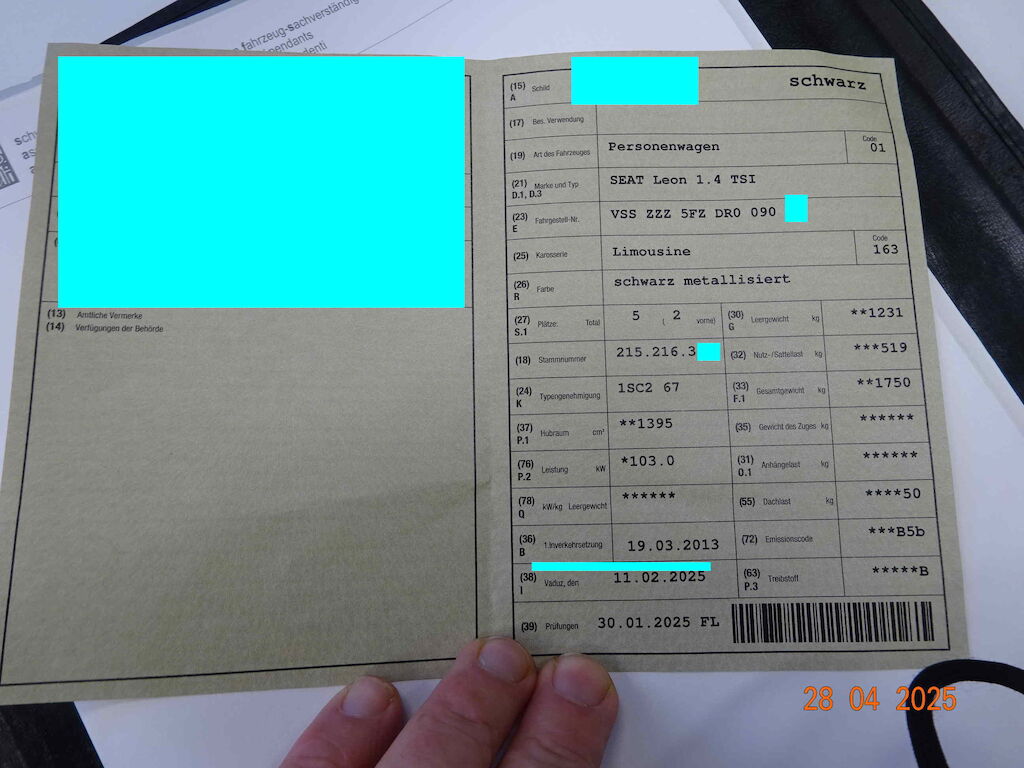 fahrzeug-sachverständig
pendants
denti
(13) Amtliche Vermerke
(14) Verfügungen der Behörde
(15) A Schild schwarz
(17) Bes. Verwendung
(19) Art des Fahrzeuges Personenwagen Code 01
(21) D.1, D.3 Marke und Typ SEAT Leon 1.4 TSI
(23) E Fahrgestell-Nr. VSS ZZZ 5FZ DR0 090
(25) Karosserie Limousine Code 163
(26) R Farbe schwarz metallisiert
(27) S.1 Plätze: Total 5 ( 2 vorne) (30) G Leergewicht kg **1231
(18) Stammnummer 215.216.3 (32) Nutz-/Sattellast kg ***519
(24) K Typengenehmigung 1SC2 67 (33) F.1 Gesamtgewicht kg **1750
(37) P.1 Hubraum cm³ **1395 (35) Gewicht des Zuges kg ******
(76) P.2 Leistung kW *103.0 (31) O.1 Anhängelast kg ******
(78) Q kW/kg Leergewicht ****** (55) Dachlast kg ****50
(36) B 1.Inverkehrsetzung 19.03.2013 (72) Emissionscode ***B5b
(38) I Vaduz, den 11.02.2025 (63) P.3 Treibstoff *****B
(39) Prüfungen 30.01.2025 FL
28 04 2025